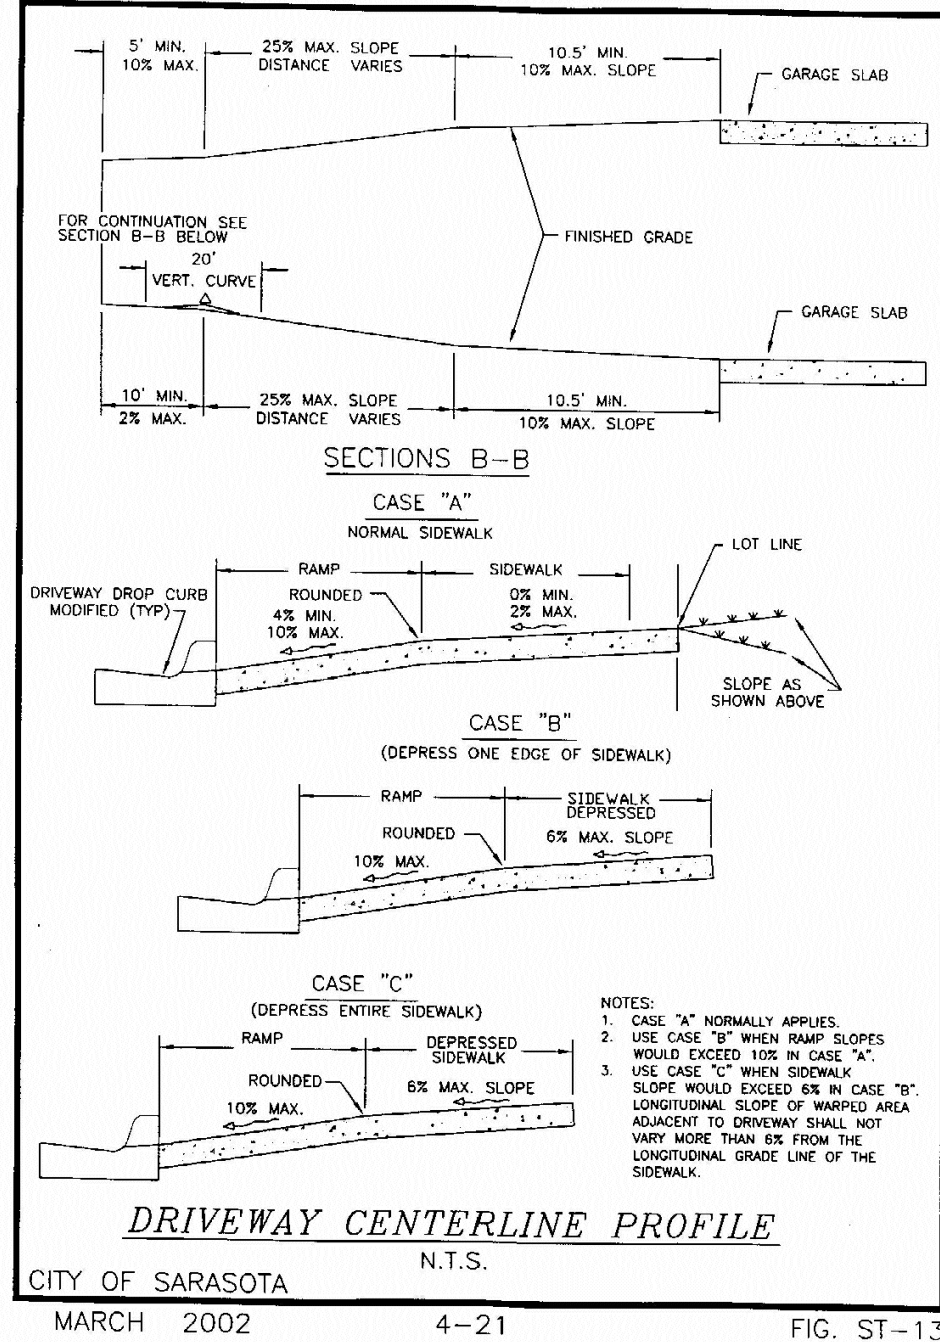 5' MIN.
10% MAX.
25% MAX. SLOPE
DISTANCE VARIES
10.5' MIN.
10% MAX. SLOPE
GARAGE SLAB
FOR CONTINUATION SEE
SECTION B-B BELOW
20'
VERT. CURVE
FINISHED GRADE
GARAGE SLAB
10' MIN.
2% MAX.
25% MAX. SLOPE
DISTANCE VARIES
10.5' MIN.
10% MAX. SLOPE
SECTIONS B-B
CASE "A"
NORMAL SIDEWALK
LOT LINE
RAMP
SIDEWALK
DRIVEWAY DROP CURB
MODIFIED (TYP)
ROUNDED
4% MIN.
10% MAX.
0% MIN.
2% MAX.
SLOPE AS
SHOWN ABOVE
CASE "B"
(DEPRESS ONE EDGE OF SIDEWALK)
RAMP
SIDEWALK
DEPRESSED
ROUNDED
6% MAX. SLOPE
10% MAX.
CASE "C"
(DEPRESS ENTIRE SIDEWALK)
RAMP
DEPRESSED
SIDEWALK
ROUNDED
6% MAX. SLOPE
10% MAX.
NOTES:
1. CASE "A" NORMALLY APPLIES.
2. USE CASE "B" WHEN RAMP SLOPES
WOULD EXCEED 10% IN CASE "A".
3. USE CASE "C" WHEN SIDEWALK
SLOPE WOULD EXCEED 6% IN CASE "B".
LONGITUDINAL SLOPE OF WARPED AREA
ADJACENT TO DRIVEWAY SHALL NOT
VARY MORE THAN 6% FROM THE
LONGITUDINAL GRADE LINE OF THE
SIDEWALK.
DRIVEWAY CENTERLINE PROFILE
N.T.S.
CITY OF SARASOTA
MARCH 2002
4-21
FIG. ST-13